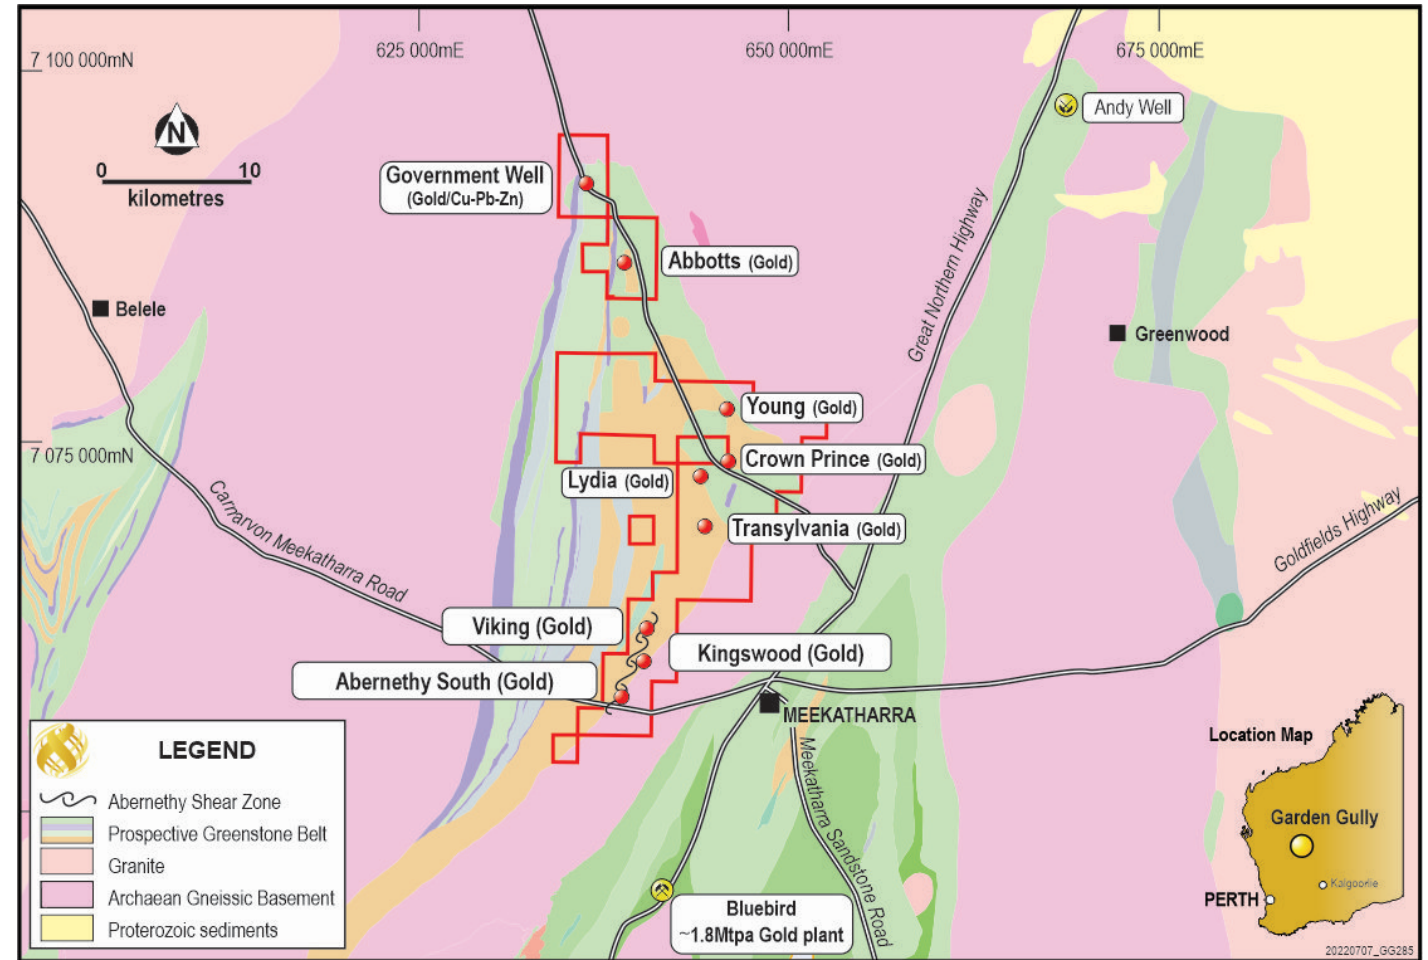 625 000mE
650 000mE
675 000mE
7 100 000mN
N
0 10
kilometres
Andy Well
Government Well
(Gold/Cu-Pb-Zn)
Abbotts (Gold)
Great Northern Highway
Belele
Greenwood
Young (Gold)
7 075 000mN
Crown Prince (Gold)
Lydia (Gold)
Transylvania (Gold)
Carnarvon Meekatharra Road
Goldfields Highway
Viking (Gold)
Kingswood (Gold)
Abernethy South (Gold)
MEEKATHARRA
Meekatharra Sandstone Road
Bluebird
~1.8Mtpa Gold plant
LEGEND
Abernethy Shear Zone
Prospective Greenstone Belt
Granite
Archaean Gneissic Basement
Proterozoic sediments
Location Map
Garden Gully
Kalgoorlie
PERTH
20220707_GG285